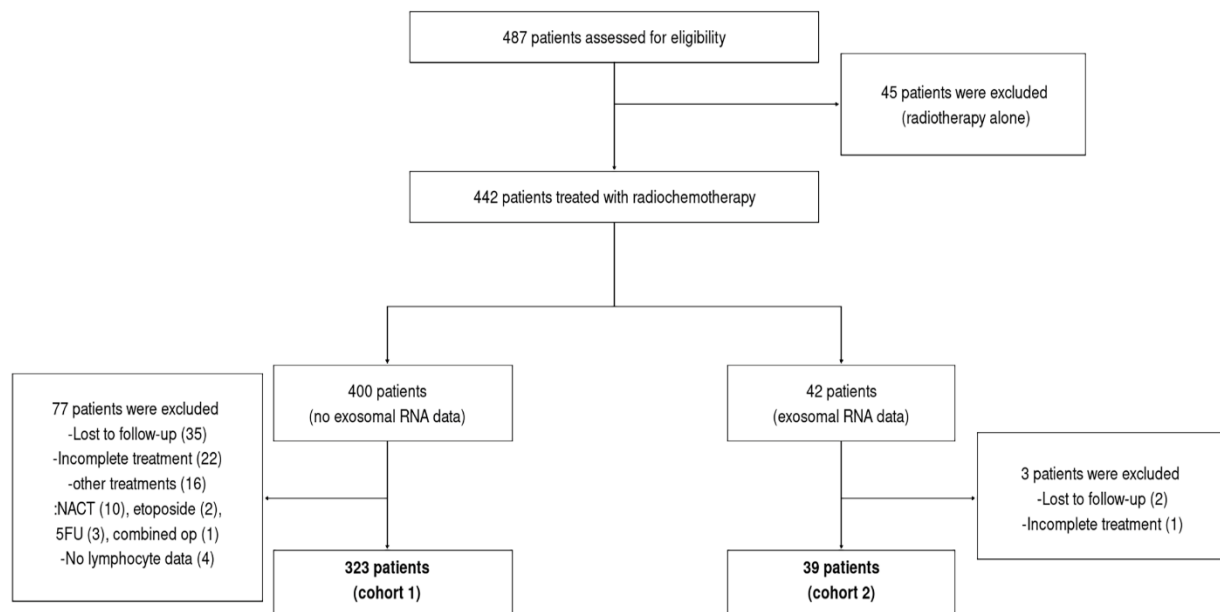 487 patients assessed for eligibility
45 patients were excluded
(radiotherapy alone)
442 patients treated with radiochemotherapy
400 patients
(no exosomal RNA data)
42 patients
(exosomal RNA data)
77 patients were excluded
-Lost to follow-up (35)
-Incomplete treatment (22)
-other treatments (16)
:NACT (10), etoposide (2),
5FU (3), combined op (1)
-No lymphocyte data (4)
3 patients were excluded
-Lost to follow-up (2)
-Incomplete treatment (1)
323 patients
(cohort 1)
39 patients
(cohort 2)